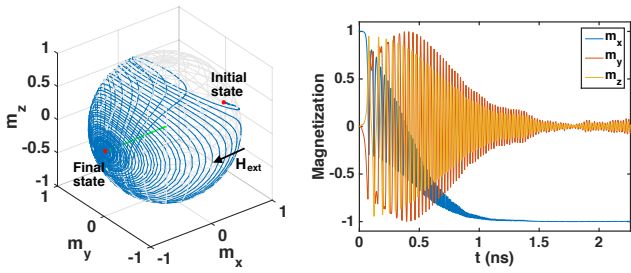 1
0.5
0
-0.5
-1
m_z
Initial
state
Final
state
H_ext
1
0
-1
m_y
-1
0
1
m_x
m_x
m_y
m_z
1
0.5
0
-0.5
-1
Magnetization
0
0.5
1
1.5
2
t (ns)